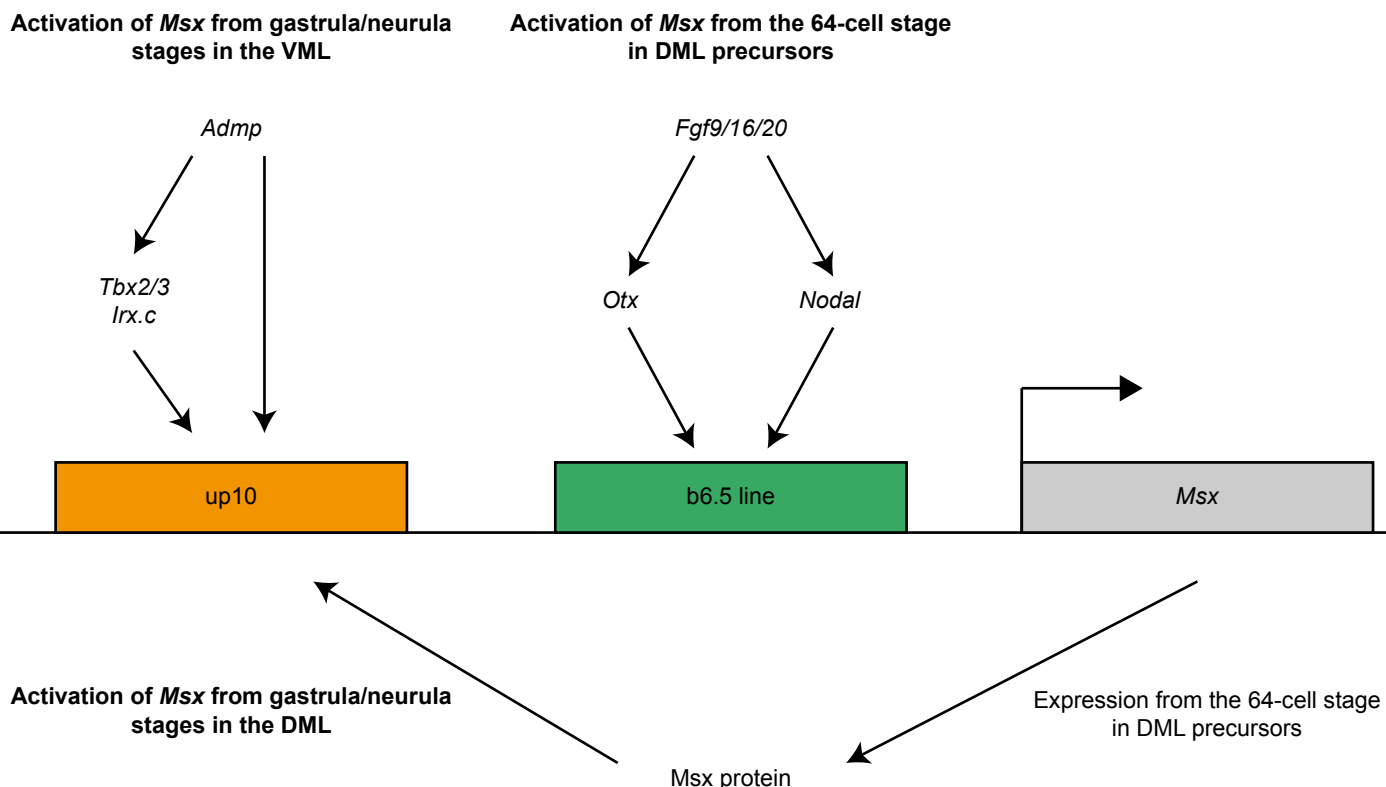 Activation of Msx from gastrula/neurula
stages in the VML
Activation of Msx from the 64-cell stage
in DML precursors
Admp
Fgf9/16/20
Tbx2/3
Irx.c
Otx
Nodal
up10
b6.5 line
Msx
Activation of Msx from gastrula/neurula
stages in the DML
Expression from the 64-cell stage
in DML precursors
Msx protein